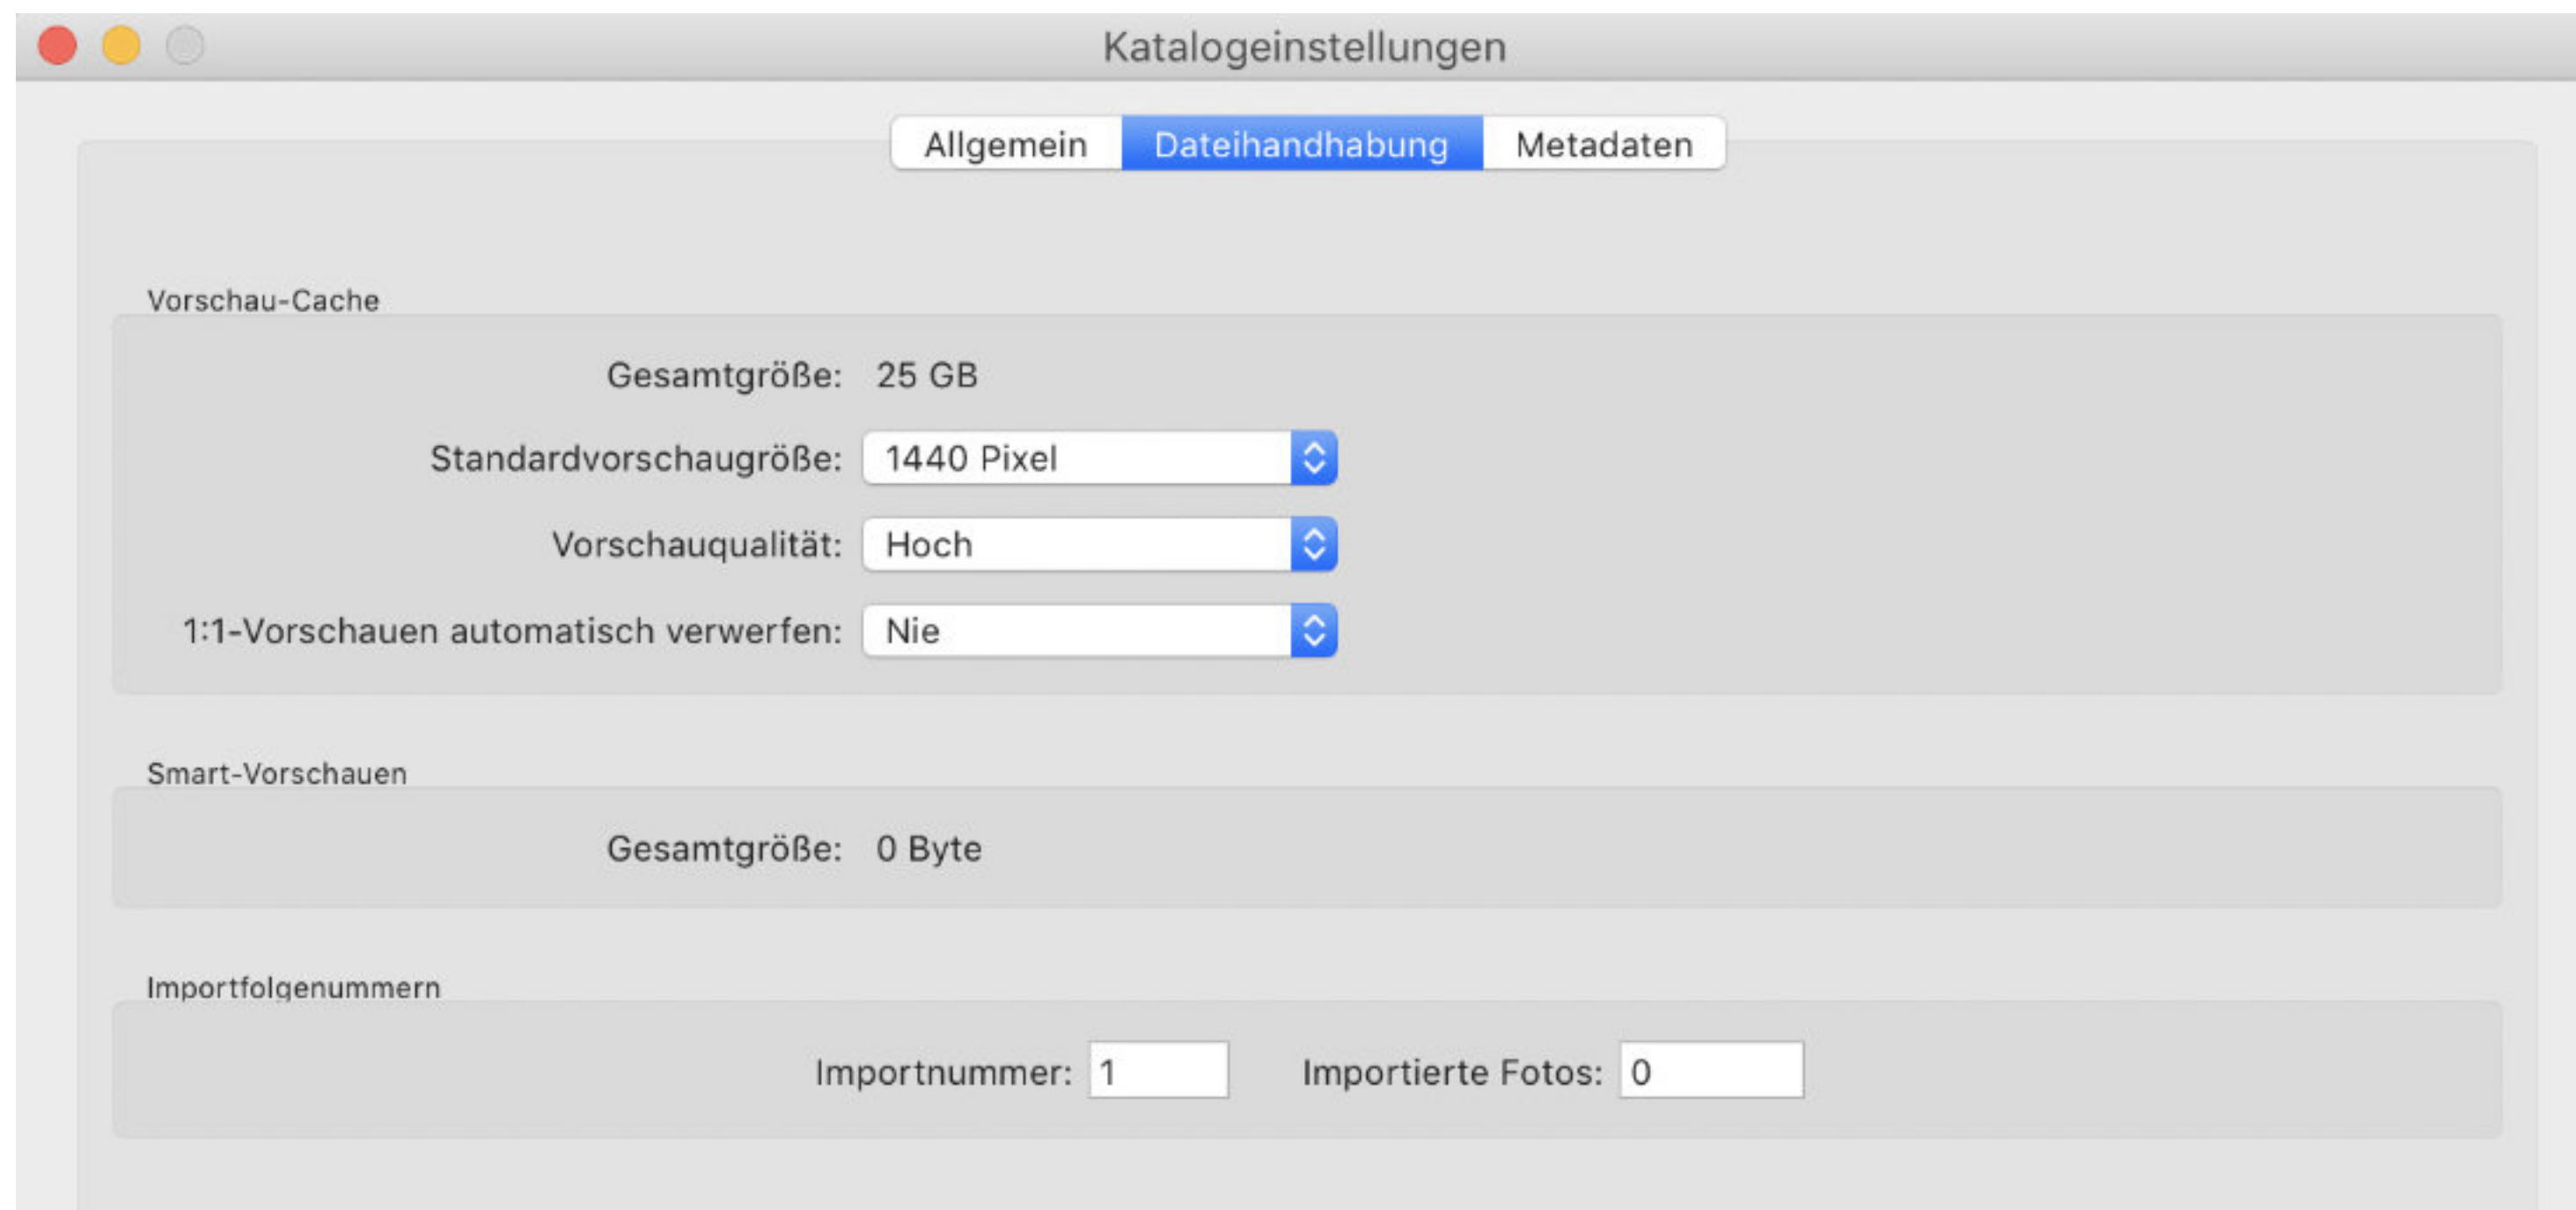 Katalogeinstellungen
Allgemein Dateihandhabung Metadaten
Vorschau-Cache
Gesamtgröße: 25 GB
Standardvorschaugröße: 1440 Pixel
Vorschauqualität: Hoch
1:1-Vorschauen automatisch verwerfen: Nie
Smart-Vorschauen
Gesamtgröße: 0 Byte
Importfolgenummern
Importnummer: 1 Importierte Fotos: 0